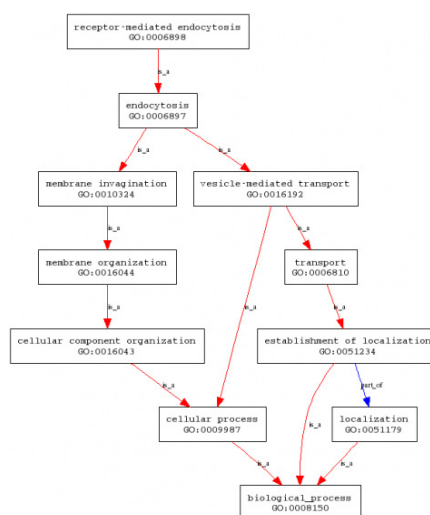 receptor-mediated endocytosis
GO:0006898
is_a
endocytosis
GO:0006897
is_a
is_a
membrane invagination
GO:0010324
vesicle-mediated transport
GO:0016192
is_a
is_a
membrane organization
GO:0016044
transport
GO:0006810
is_a
is_a
is_a
cellular component organization
GO:0016043
establishment of localization
GO:0051234
is_a
part_of
cellular process
GO:0009987
localization
GO:0051179
is_a
is_a
is_a
biological_process
GO:0008150